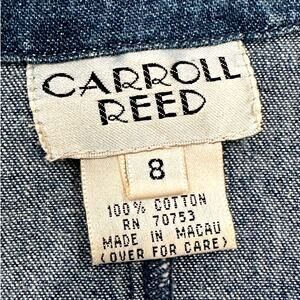 CARROLL
REED
8
100% COTTON
RN 70753
MADE IN MACAU
(OVER FOR CARE)